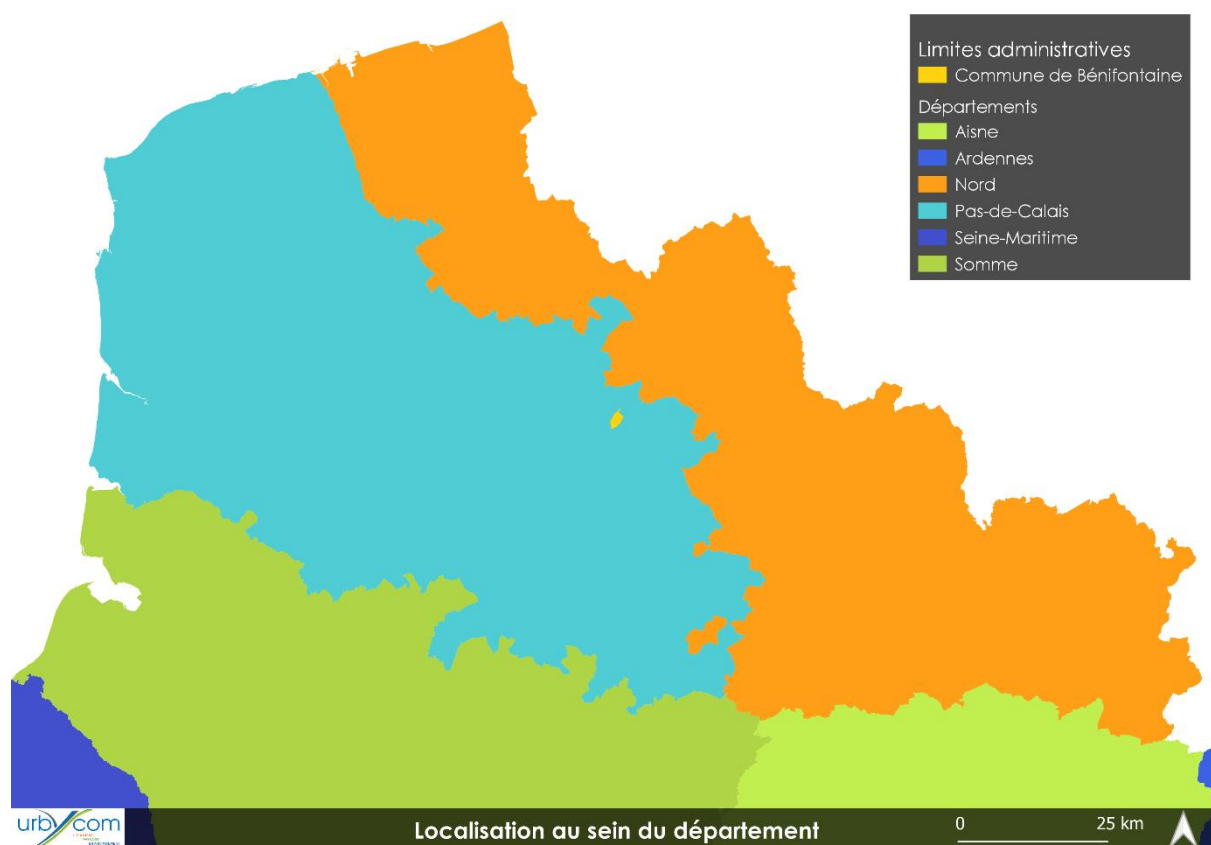 Limites administratives
Commune de Bénifontaine
Départements
Aisne
Ardennes
Nord
Pas-de-Calais
Seine-Maritime
Somme
urbycom
Localisation au sein du département
0 25 km